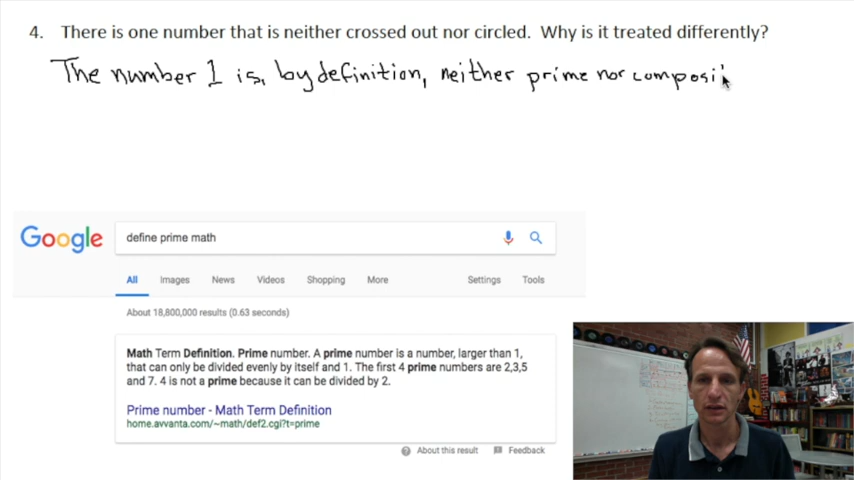 4. There is one number that is neither crossed out nor circled. Why is it treated differently?
The number 1 is, by definition, neither prime nor composi
Google
define prime math
All Images News Videos Shopping More Settings Tools
About 18,800,000 results (0.63 seconds)
Math Term Definition. Prime number. A prime number is a number, larger than 1,
that can only be divided evenly by itself and 1. The first 4 prime numbers are 2,3,5
and 7. 4 is not a prime because it can be divided by 2.
Prime number - Math Term Definition
home.avvanta.com/~math/def2.cgi?t=prime
About this result Feedback